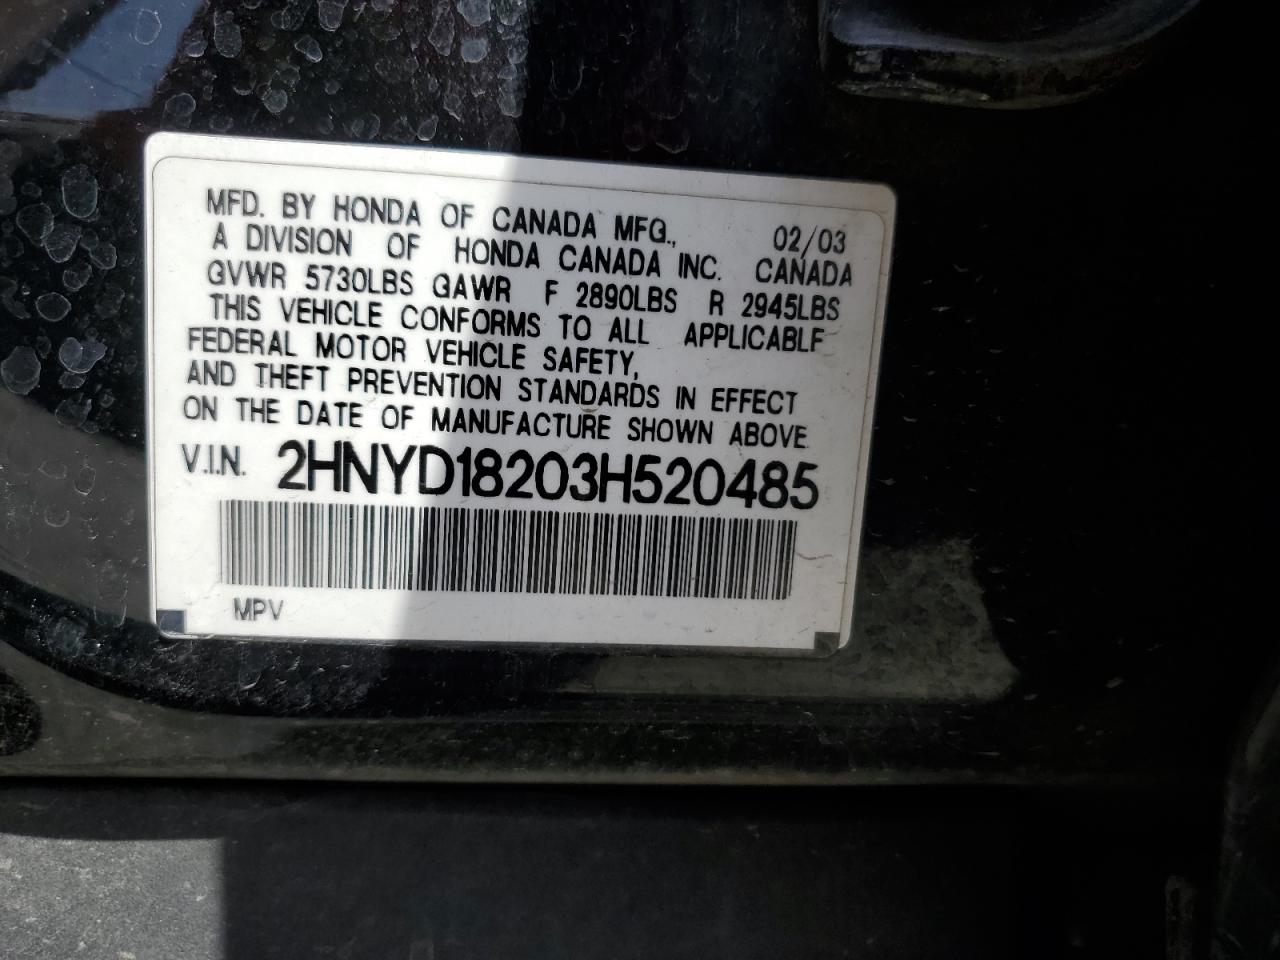 MFD. BY HONDA OF CANADA MFG., 02/03
A DIVISION OF HONDA CANADA INC. CANADA
GVWR 5730LBS GAWR F 2890LBS R 2945LBS
THIS VEHICLE CONFORMS TO ALL APPLICABLE
FEDERAL MOTOR VEHICLE SAFETY,
AND THEFT PREVENTION STANDARDS IN EFFECT
ON THE DATE OF MANUFACTURE SHOWN ABOVE
V.I.N. 2HNYD18203H520485
MPV